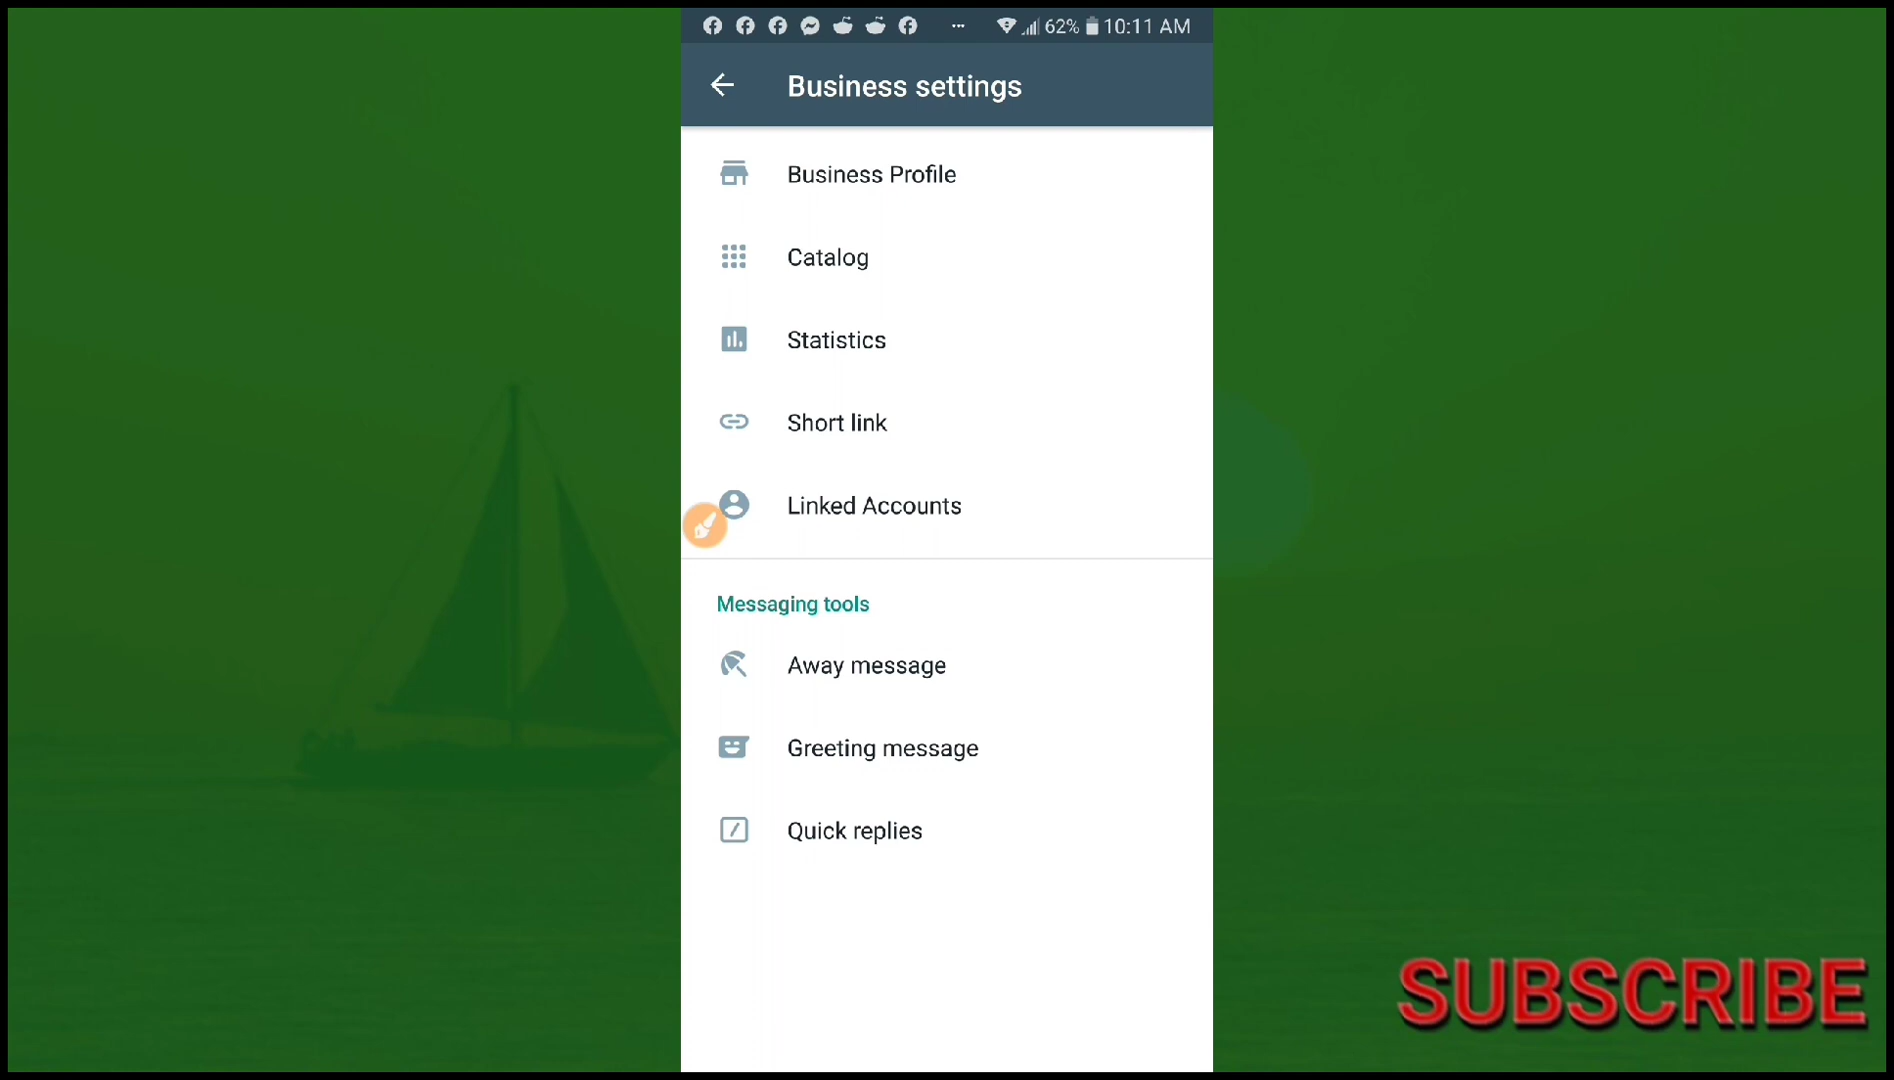 62% 10:11 AM
Business settings
Business Profile
Catalog
Statistics
Short link
Linked Accounts
Messaging tools
Away message
Greeting message
Quick replies
SUBSCRIBE